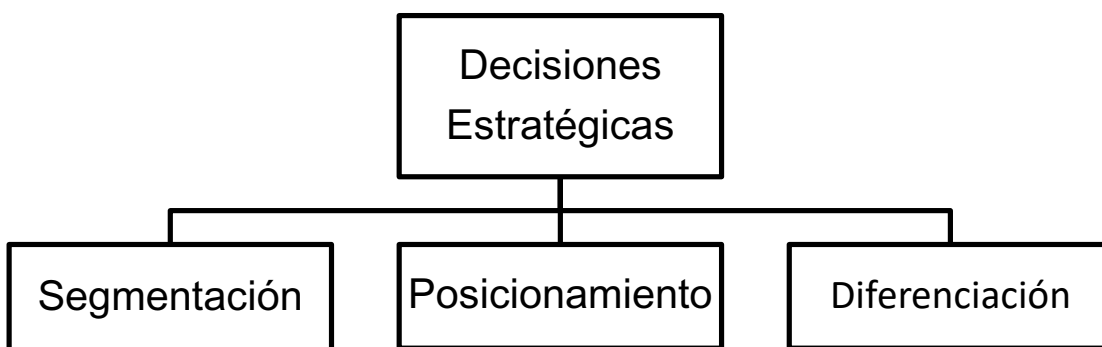 Decisiones
Estratégicas
Segmentación
Posicionamiento
Diferenciación